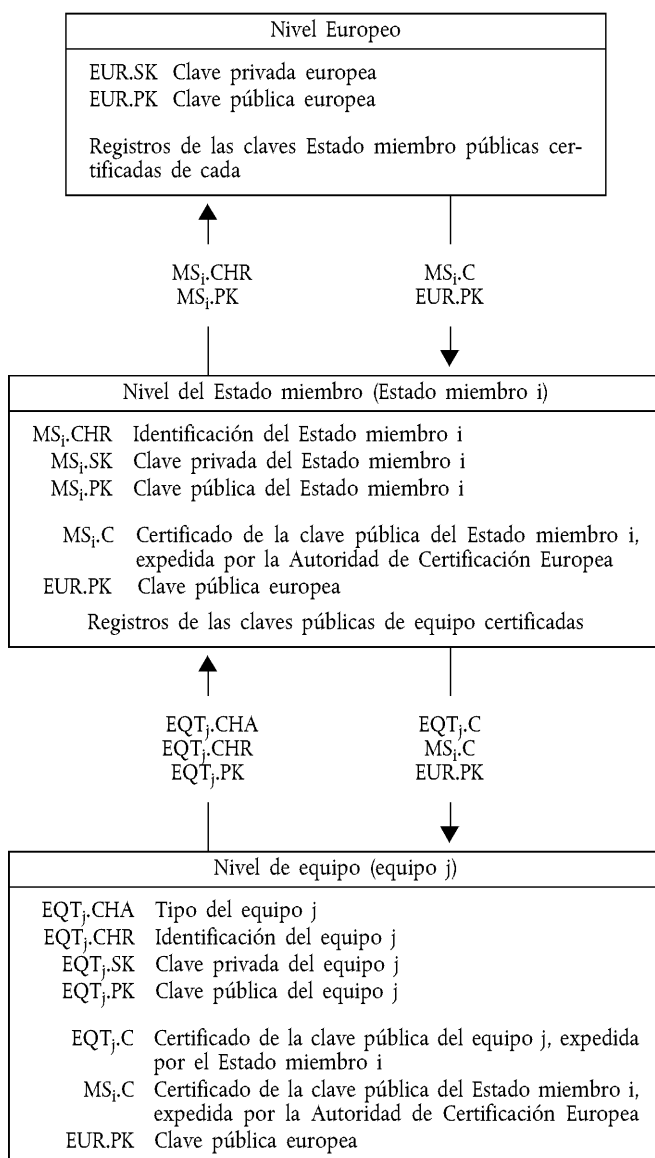 Nivel Europeo
EUR.SK Clave privada europea
EUR.PK Clave pública europea
Registros de las claves Estado miembro públicas cer-
tificadas de cada
MSi.CHR
MSi.PK
MSi.C
EUR.PK
Nivel del Estado miembro (Estado miembro i)
MSi.CHR Identificación del Estado miembro i
MSi.SK Clave privada del Estado miembro i
MSi.PK Clave pública del Estado miembro i
MSi.C Certificado de la clave pública del Estado miembro i,
expedida por la Autoridad de Certificación Europea
EUR.PK Clave pública europea
Registros de las claves públicas de equipo certificadas
EQTj.CHA
EQTj.CHR
EQTj.PK
EQTj.C
MSi.C
EUR.PK
Nivel de equipo (equipo j)
EQTj.CHA Tipo del equipo j
EQTj.CHR Identificación del equipo j
EQTj.SK Clave privada del equipo j
EQTj.PK Clave pública del equipo j
EQTj.C Certificado de la clave pública del equipo j, expedida
por el Estado miembro i
MSi.C Certificado de la clave pública del Estado miembro i,
expedida por la Autoridad de Certificación Europea
EUR.PK Clave pública europea